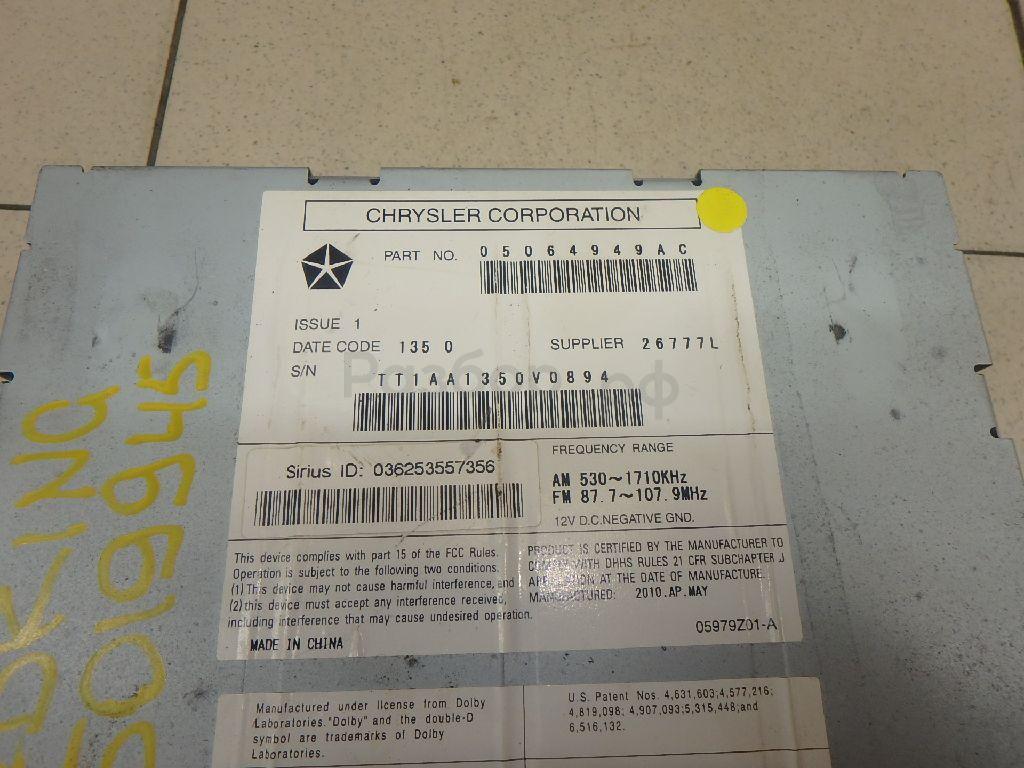 CHRYSLER CORPORATION
PART NO. 05064949AC
ISSUE 1
DATE CODE 1350
SUPPLIER 26777L
S/N TT1AA1350V0894
Sirius ID: 036253557356
FREQUENCY RANGE
AM 530~1710KHz
FM 87.7~107.9MHz
12V D.C.NEGATIVE GND.
This device complies with part 15 of the FCC Rules.
Operation is subject to the following two conditions.
(1) This device may not cause harmful interference, and
(2) this device must accept any interference received,
including interference that may cause undesired operation.
MADE IN CHINA
PRODUCT IS CERTIFIED BY THE MANUFACTURER TO
COMPLY WITH DHHS RULES 21 CFR SUBCHAPTER J
AT THE DATE OF MANUFACTURE.
MANUFACTURED: 2010.AP.MAY
05979Z01-A
Manufactured under license from Dolby
Laboratories."Dolby" and the double-D
symbol are trademarks of Dolby
Laboratories.
U.S. Patent Nos. 4,631,603;4,577,216;
4,819,098; 4,907,093;5,315,448;and
6,516,132.
5019945